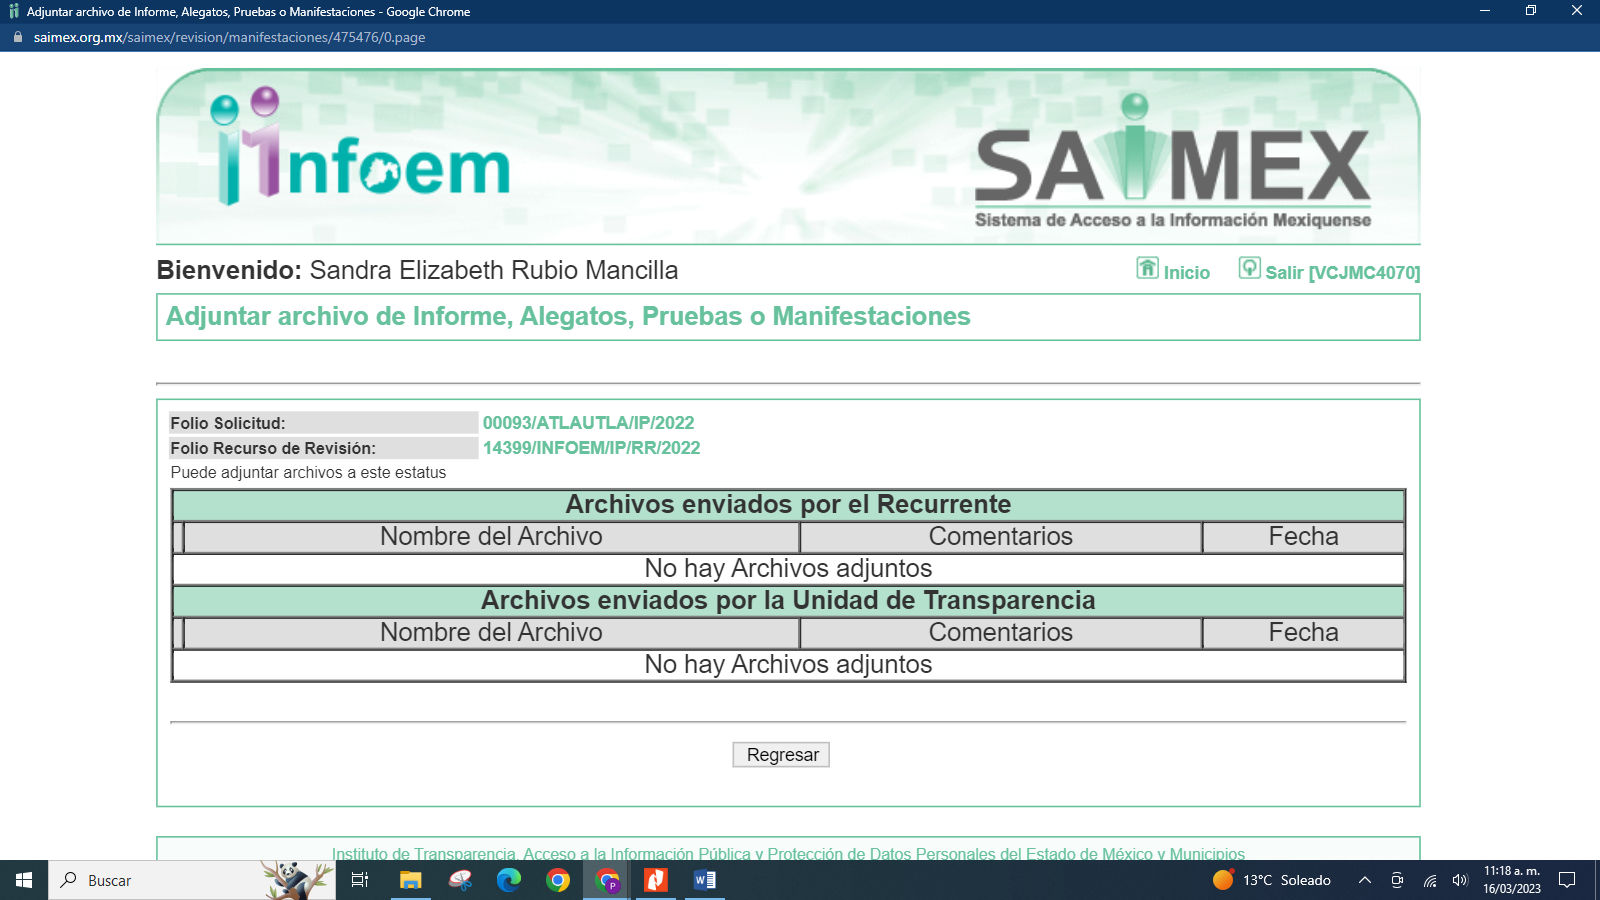 Adjuntar archivo de Informe, Alegatos, Pruebas o Manifestaciones - Google Chrome
saimex.org.mx/saimex/revision/manifestaciones/475476/0.page
infoem
SAIMEX
Sistema de Acceso a la Información Mexiquense
Bienvenido: Sandra Elizabeth Rubio Mancilla
Inicio
Salir [VCJMC4070]
Adjuntar archivo de Informe, Alegatos, Pruebas o Manifestaciones
Folio Solicitud: 00093/ATLAUTLA/IP/2022
Folio Recurso de Revisión: 14399/INFOEM/IP/RR/2022
Puede adjuntar archivos a este estatus
Archivos enviados por el Recurrente
Nombre del Archivo Comentarios Fecha
No hay Archivos adjuntos
Archivos enviados por la Unidad de Transparencia
Nombre del Archivo Comentarios Fecha
No hay Archivos adjuntos
Regresar
Instituto de Transparencia, Acceso a la Información Pública y Protección de Datos Personales del Estado de México y Municipios
Buscar
P
W
13°C Soleado
11:18 a. m.
16/03/2023